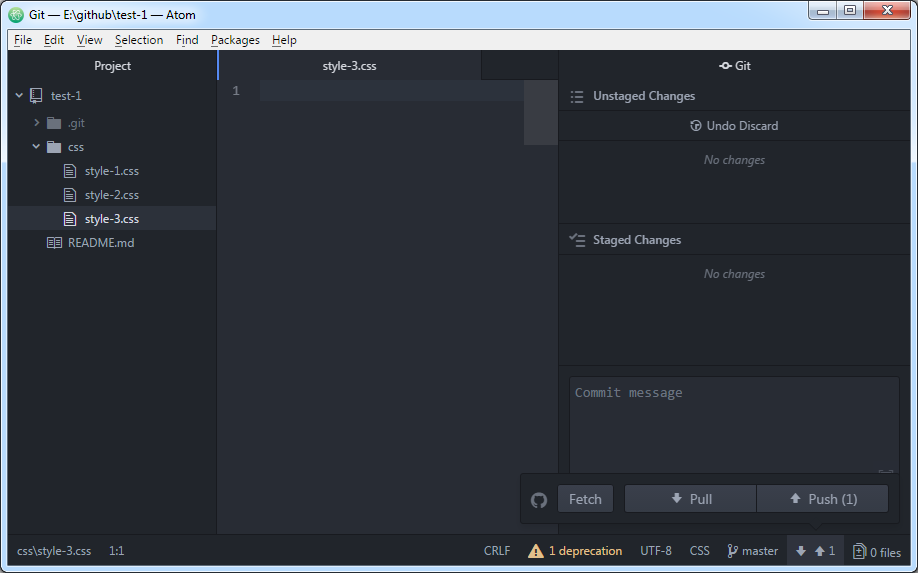 Git — E:\github\test-1 — Atom
File Edit View Selection Find Packages Help
Project
style-3.css
Git
test-1
.git
css
style-1.css
style-2.css
style-3.css
README.md
1
Unstaged Changes
Undo Discard
No changes
Staged Changes
No changes
Commit message
Fetch Pull Push (1)
css\style-3.css 1:1 CRLF 1 deprecation UTF-8 CSS master 1 0 files